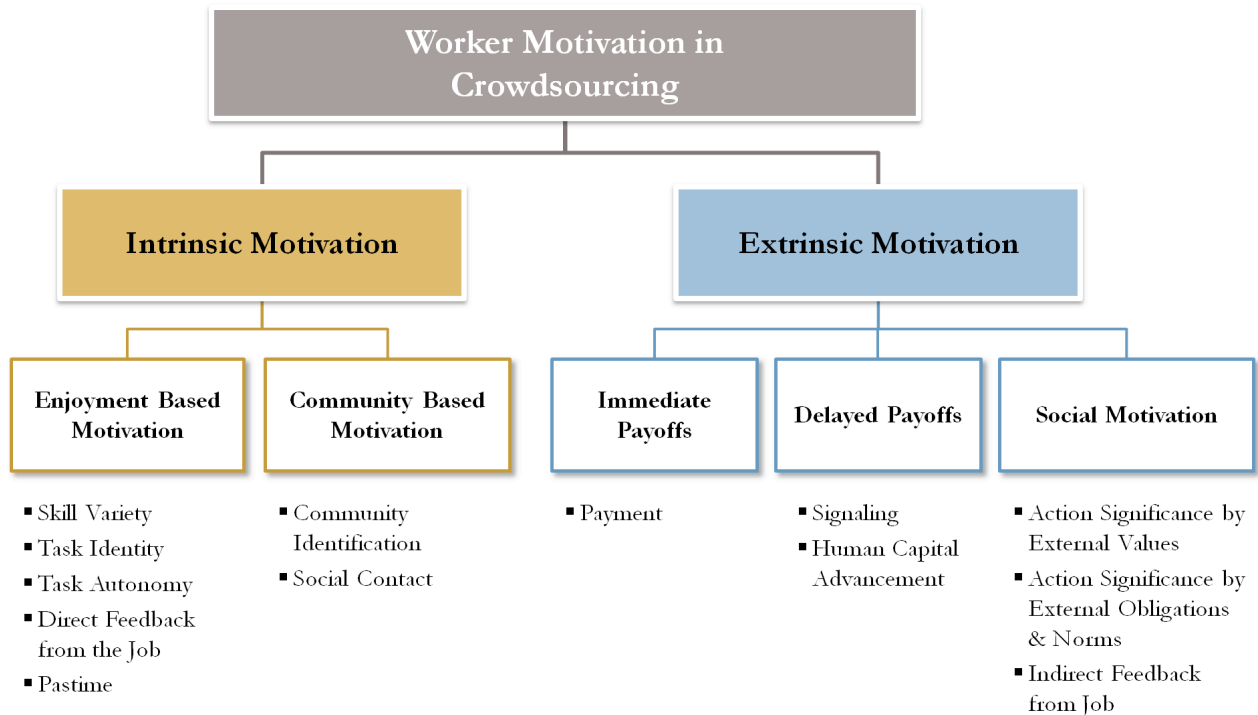 Worker Motivation in
Crowdsourcing
Intrinsic Motivation
Extrinsic Motivation
Enjoyment Based
Motivation
Community Based
Motivation
Immediate
Payoffs
Delayed Payoffs
Social Motivation
▪ Skill Variety
▪ Task Identity
▪ Task Autonomy
▪ Direct Feedback
from the Job
▪ Pastime
▪ Community
Identification
▪ Social Contact
▪ Payment
▪ Signaling
▪ Human Capital
Advancement
▪ Action Significance by
External Values
▪ Action Significance by
External Obligations
& Norms
▪ Indirect Feedback
from Job